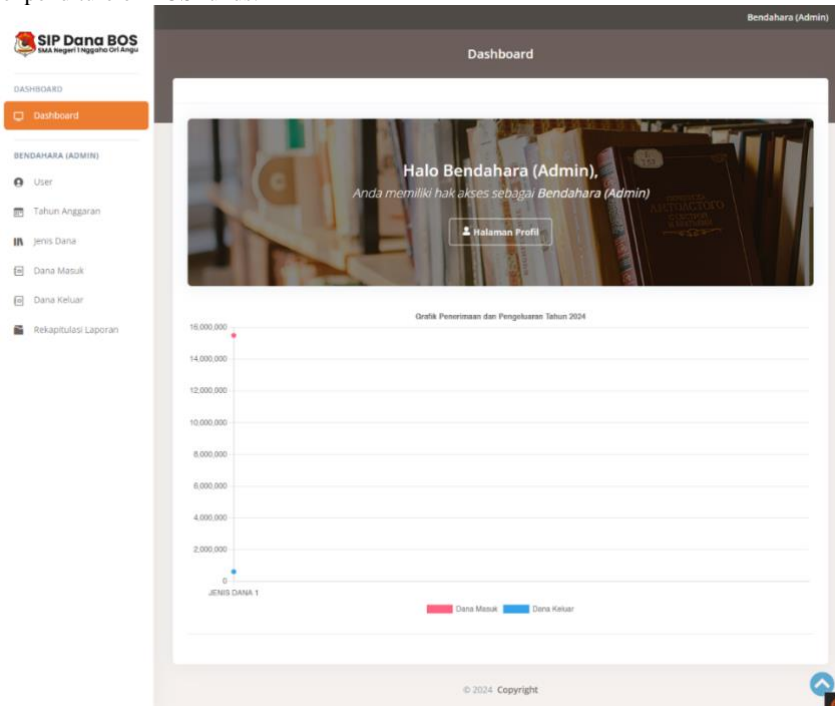 Bendahara (Admin)
SIP Dana BOS
SMA Negeri 1 Nggaha Ori Angu
Dashboard
DASHBOARD
Dashboard
BENDAHARA (ADMIN)
User
Tahun Anggaran
Jenis Dana
Dana Masuk
Dana Keluar
Rekapitulasi Laporan
Halo Bendahara (Admin),
Anda memiliki hak akses sebagai Bendahara (Admin)
Halaman Profil
Grafik Penerimaan dan Pengeluaran Tahun 2024
16,000,000
14,000,000
12,000,000
10,000,000
8,000,000
6,000,000
4,000,000
2,000,000
0
JENIS DANA 1
Dana Masuk Dana Keluar
© 2024 Copyright